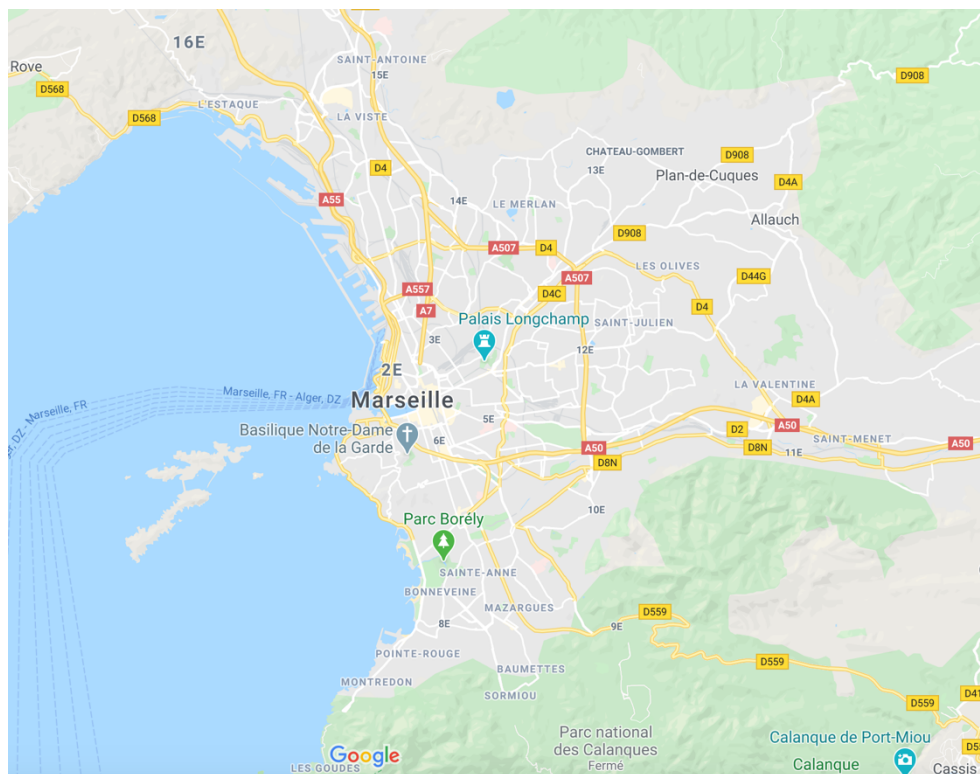 16E
SAINT-ANTOINE
15E
Rove
D568
D908
L'ESTAQUE
LA VISTE
D568
CHATEAU-GOMBERT
D908
D4
13E
Plan-de-Cuques
D4A
A55
14E
LE MERLAN
Allauch
D908
A507
D4
LES OLIVES
A507
D44G
A557
D4C
D4
A7
Palais Longchamp
SAINT-JULIEN
3E
12E
2E
LA VALENTINE
Marseille, FR - Alger, DZ
Marseille
D4A
er, DZ - Marseille, FR
5E
A50
Basilique Notre-Dame
de la Garde
D2
6E
SAINT-MENET
A50
A50
D8N
11E
D8N
10E
Parc Borély
SAINTE-ANNE
BONNEVEINE
MAZARGUES
D559
8E
9E
POINTE-ROUGE
D559
BAUMETTES
MONTREDON
SORMIOU
D41
D559
Parc national
des Calanques
Fermé
Calanque de Port-Miou
D5
Google
LES GOUDES
Calanque
Cassis